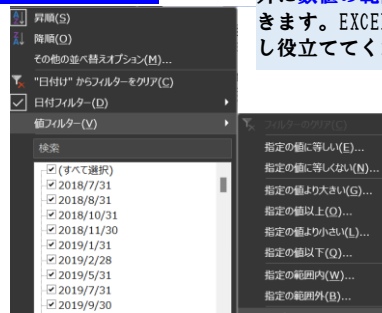 外に数値の範
きます。EXCEL
し役立ててく
昇順(S)
降順(O)
その他の並べ替えオプション(M)...
"日付け" からフィルターをクリア(C)
日付フィルター(D)
値フィルター(V)
検索
(すべて選択)
2018/7/31
2018/8/31
2018/10/31
2018/11/30
2019/1/31
2019/2/28
2019/5/31
2019/7/31
2019/9/30
フィルターのクリア(C)
指定の値に等しい(E)...
指定の値に等しくない(N)...
指定の値より大きい(G)...
指定の値以上(O)...
指定の値より小さい(L)...
指定の値以下(Q)...
指定の範囲内(W)...
指定の範囲外(B)...